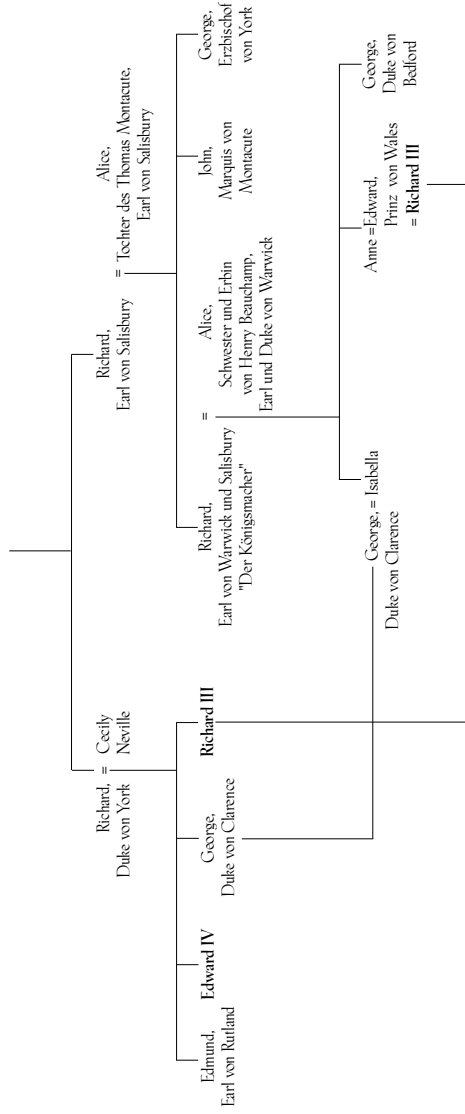 Richard,
Duke von York
= Cecily
Neville
Richard,
Earl von Salisbury
Alice,
= Tochter des Thomas Montacute,
Earl von Salisbury
Edmund,
Earl von Rutland
Edward IV
George,
Duke von Clarence
Richard III
Richard,
Earl von Warwick und Salisbury
"Der Königsmacher"
=
Alice,
Schwester und Erbin
von Henry Beauchamp,
Earl und Duke von Warwick
John,
Marquis von
Montacute
George,
Erzbischof
von York
George, = Isabella
Duke von Clarence
Anne =Edward,
Prinz von Wales
= Richard III
George,
Duke von
Bedford